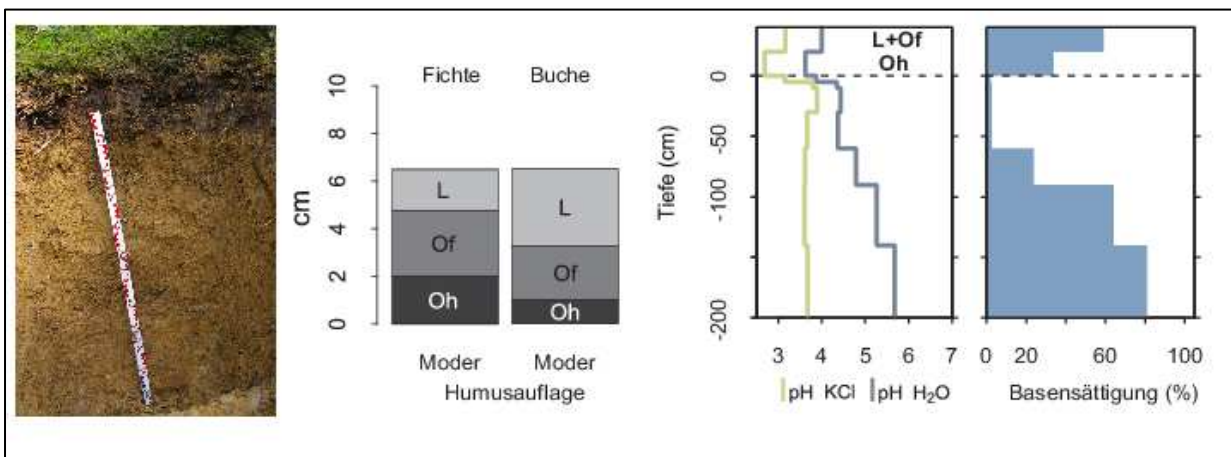 Fichte Buche
cm
0 2 4 6 8 10
L
Of
Oh
L
Of
Oh
Moder Moder
Humusauflage
L+Of
Oh
Tiefe (cm)
0
-50
-100
-200
3 4 5 6 7
pH KCl pH H₂O
0 20 60 100
Basensättigung (%)